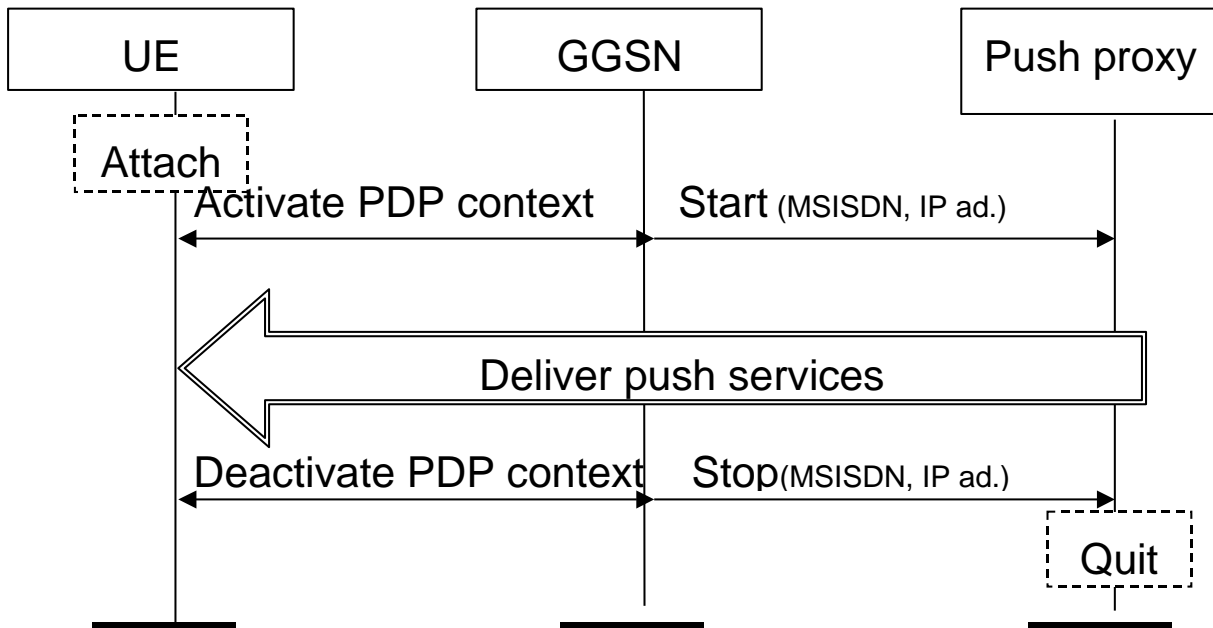 UE
GGSN
Push proxy
Attach
Activate PDP context
Start (MSISDN, IP ad.)
Deliver push services
Deactivate PDP context
Stop(MSISDN, IP ad.)
Quit